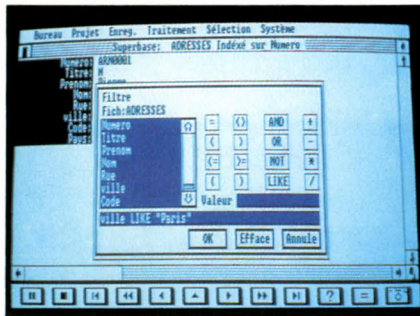 Bureau Projet Enreg. Traitement Sélection Système
Superbase: ADRESSES Indéxé sur Numero
Numero: ARM0001
Titre: M
Prenom: Pierre
Nom:
Rue:
ville:
Code:
Pays:
Filtre
Fich:ADRESSES
Numero
Titre
Prenom
Nom
Rue
ville
Code
= <> AND +
< > OR -
<= >= NOT *
( ) LIKE /
Valeur
ville LIKE "Paris"
OK Efface Annule
? =